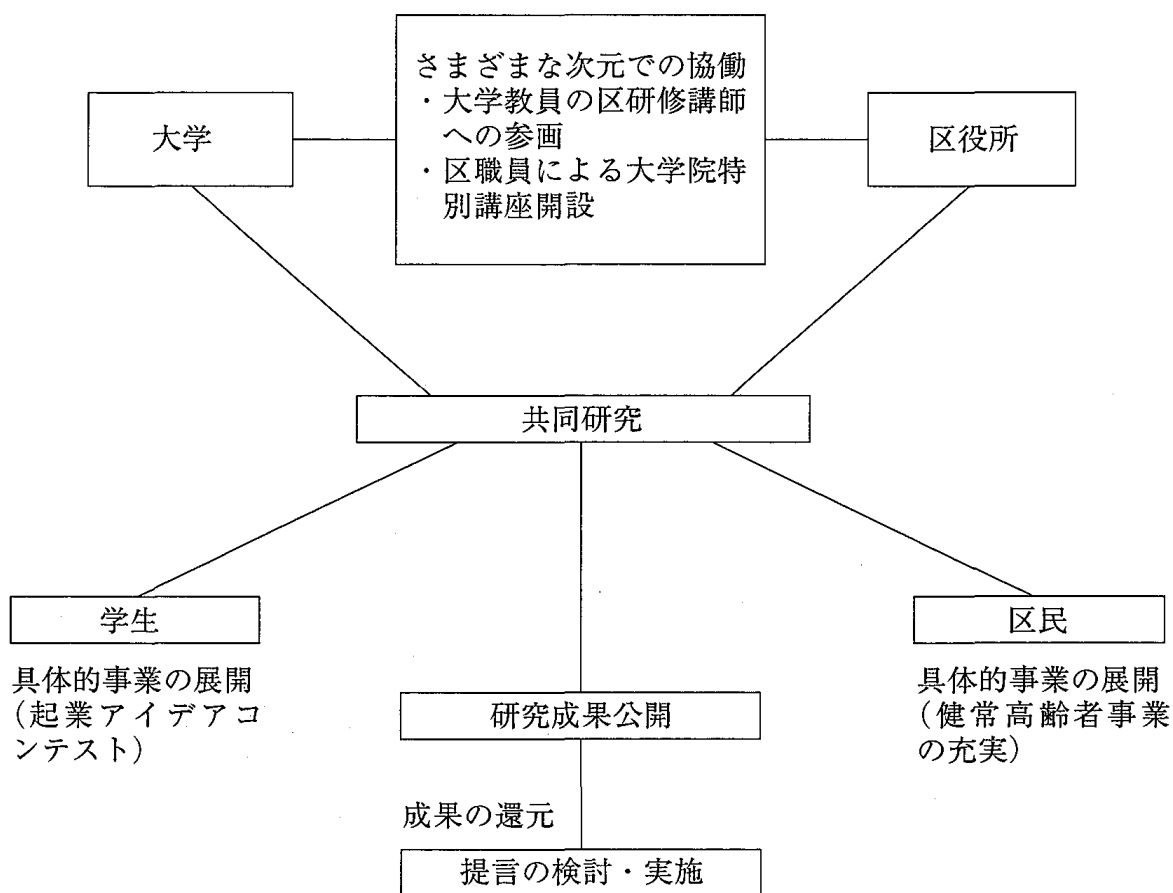 さまざまな次元での協働
・大学教員の区研修講師
への参画
・区職員による大学院特
別講座開設
大学
区役所
共同研究
学生
具体的事業の展開
(起業アイデアコ
ンテスト)
研究成果公開
成果の還元
提言の検討・実施
区民
具体的事業の展開
(健常高齢者事業
の充実)